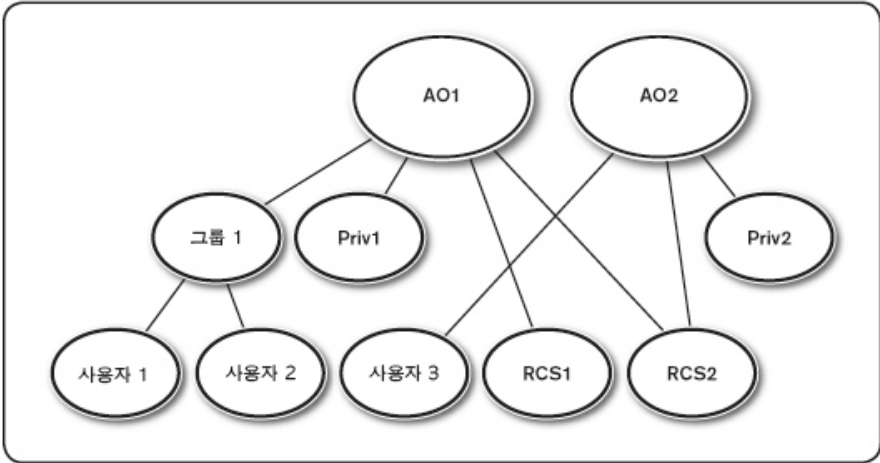 AO1
AO2
그룹 1
Priv1
Priv2
사용자 1
사용자 2
사용자 3
RCS1
RCS2